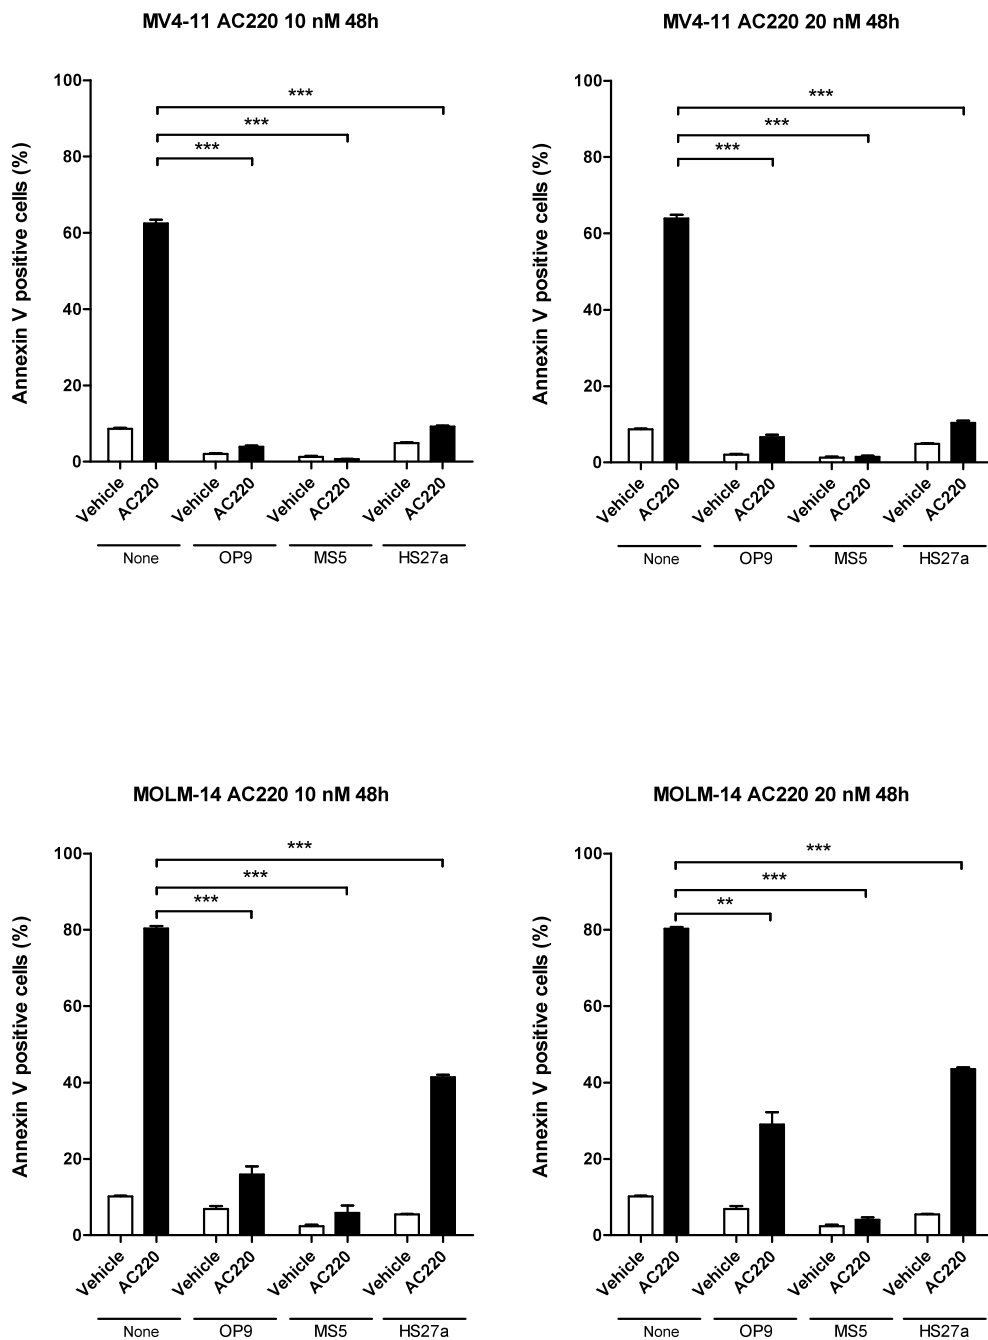 MV4-11 AC220 10 nM 48h
Annexin V positive cells (%)
100
80
60
40
20
0
***
***
***
Vehicle AC220 Vehicle AC220 Vehicle AC220 Vehicle AC220
None OP9 MS5 HS27a
MV4-11 AC220 20 nM 48h
Annexin V positive cells (%)
100
80
60
40
20
0
***
***
***
Vehicle AC220 Vehicle AC220 Vehicle AC220 Vehicle AC220
None OP9 MS5 HS27a
MOLM-14 AC220 10 nM 48h
Annexin V positive cells (%)
100
80
60
40
20
0
***
***
***
Vehicle AC220 Vehicle AC220 Vehicle AC220 Vehicle AC220
None OP9 MS5 HS27a
MOLM-14 AC220 20 nM 48h
Annexin V positive cells (%)
100
80
60
40
20
0
***
***
**
Vehicle AC220 Vehicle AC220 Vehicle AC220 Vehicle AC220
None OP9 MS5 HS27a